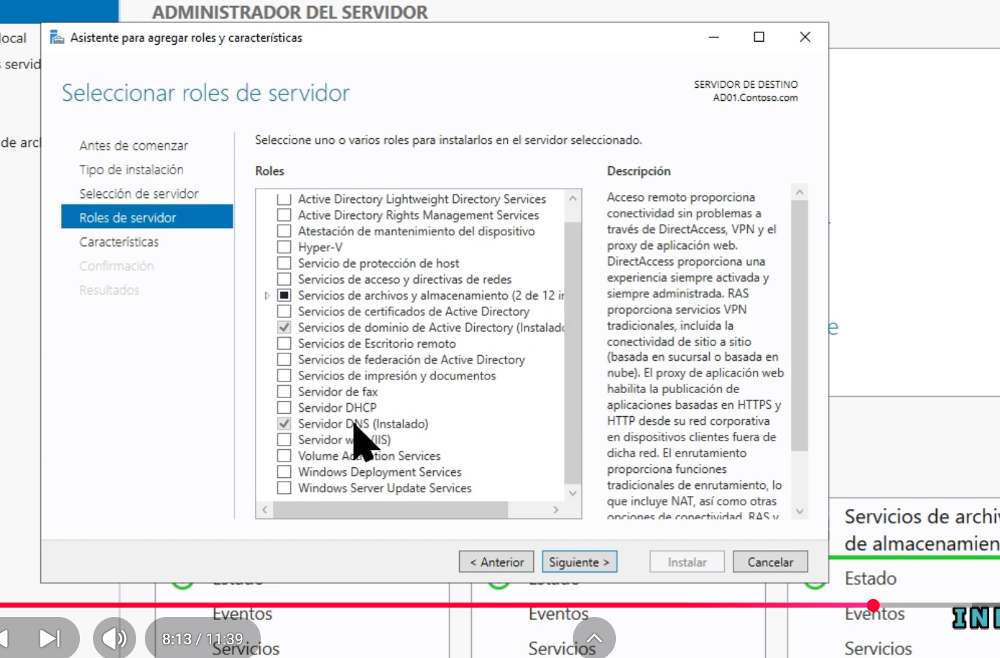 ADMINISTRADOR DEL SERVIDOR
local
Asistente para agregar roles y características
servid
Seleccionar roles de servidor
SERVIDOR DE DESTINO
AD01.Contoso.com
de arcl
Antes de comenzar
Tipo de instalación
Selección de servidor
Roles de servidor
Características
Confirmación
Resultados
Seleccione uno o varios roles para instalarlos en el servidor seleccionado.
Roles
Active Directory Lightweight Directory Services
Active Directory Rights Management Services
Atestación de mantenimiento del dispositivo
Hyper-V
Servicio de protección de host
Servicios de acceso y directivas de redes
Servicios de archivos y almacenamiento (2 de 12 in
Servicios de certificados de Active Directory
Servicios de dominio de Active Directory (Instalado
Servicios de Escritorio remoto
Servicios de federación de Active Directory
Servicios de impresión y documentos
Servidor de fax
Servidor DHCP
Servidor DNS (Instalado)
Servidor (IIS)
Volume Services
Windows Deployment Services
Windows Server Update Services
Descripción
Acceso remoto proporciona
conectividad sin problemas a
través de DirectAccess, VPN y el
proxy de aplicación web.
DirectAccess proporciona una
experiencia siempre activada y
siempre administrada. RAS
proporciona servicios VPN
tradicionales, incluida la
conectividad de sitio a sitio
(basada en sucursal o basada en
nube). El proxy de aplicación web
habilita la publicación de
aplicaciones basadas en HTTPS y
HTTP desde su red corporativa
en dispositivos clientes fuera de
dicha red. El enrutamiento
proporciona funciones
tradicionales de enrutamiento, lo
que incluye NAT, así como otras
opciones de conectividad. RAS y
e
< Anterior
Siguiente >
Instalar
Cancelar
Servicios de archiv
de almacenamien
Estado
Eventos
Servicios
Estado
Eventos
Servicios
Estado
Eventos
Servicios
8:13 / 11:39
IN